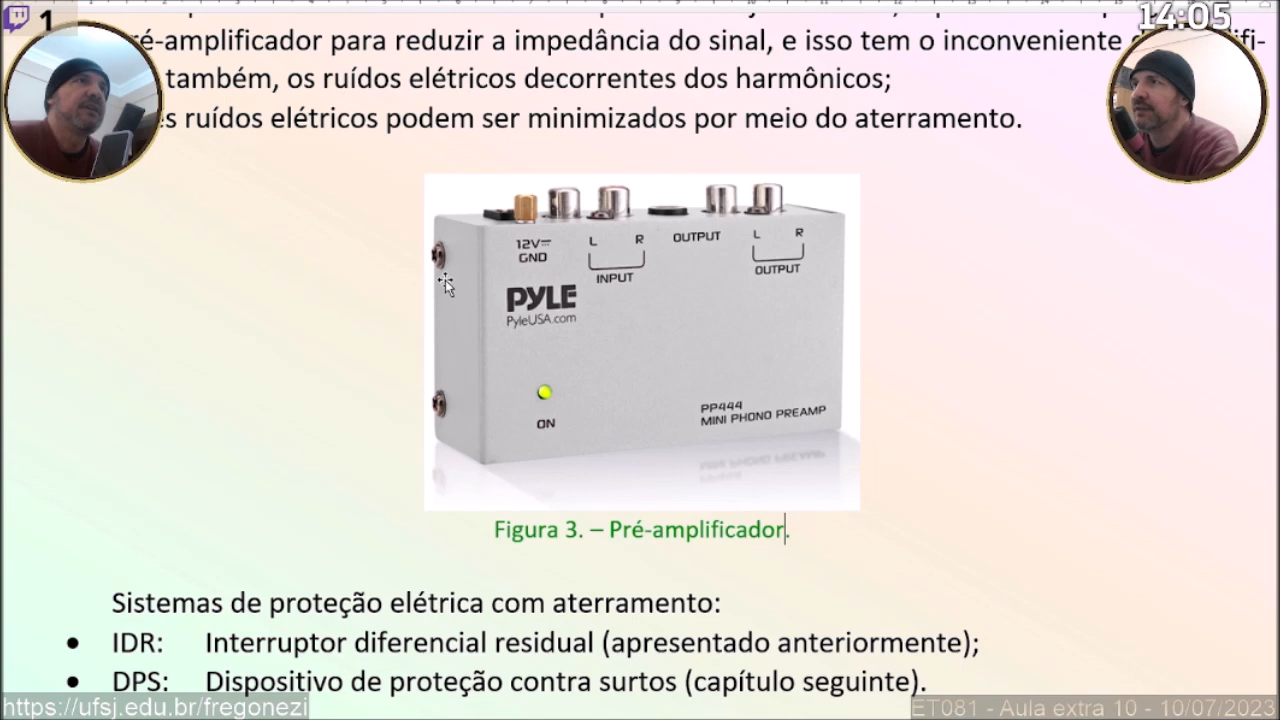 1
14:05
ré-amplificador para reduzir a impedância do sinal, e isso tem o inconveniente
também, os ruídos elétricos decorrentes dos harmônicos;
ruídos elétricos podem ser minimizados por meio do aterramento.
12V
GND
L R
INPUT
OUTPUT
L R
OUTPUT
PYLE
PyleUSA.com
ON
PP444
MINI PHONO PREAMP
Figura 3. – Pré-amplificador.
Sistemas de proteção elétrica com aterramento:
• IDR: Interruptor diferencial residual (apresentado anteriormente);
• DPS: Dispositivo de proteção contra surtos (capítulo seguinte).
https://ufsj.edu.br/fregonezi
ET081 - Aula extra 10 - 10/07/2023